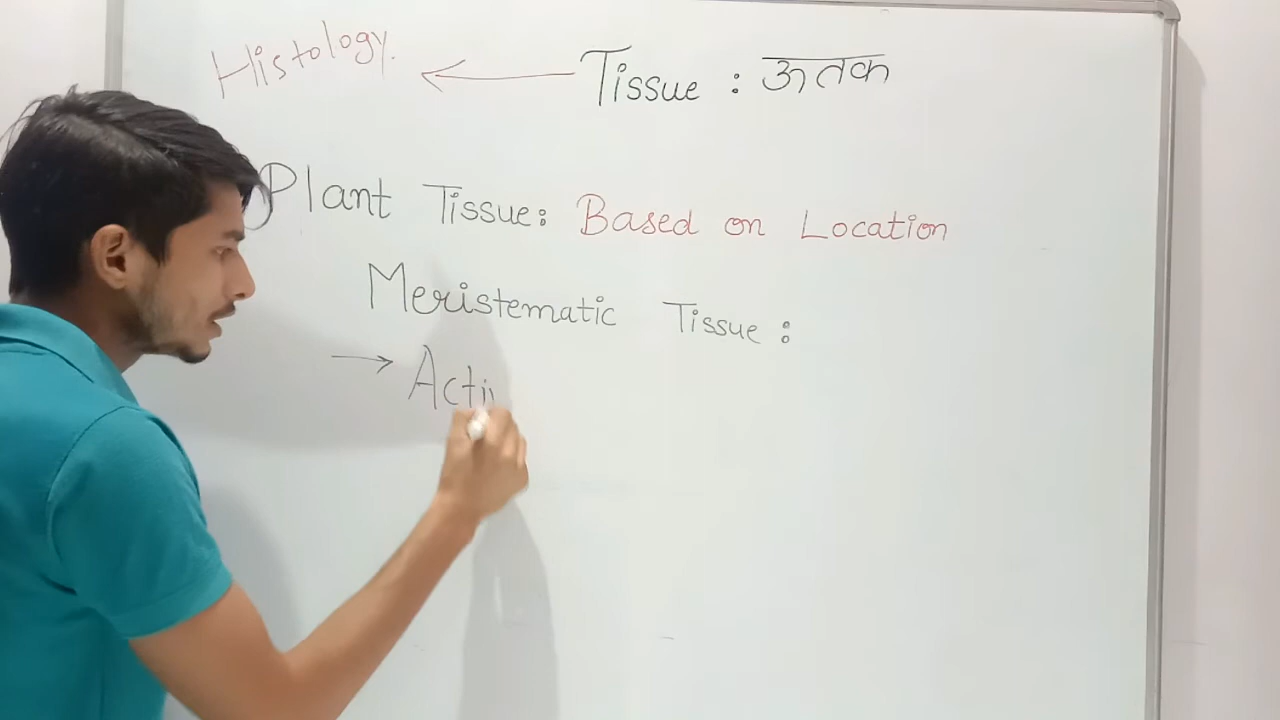 Histology. ← Tissue : ऊतक
Plant Tissue: Based on Location
Meristematic Tissue :
→ Acti